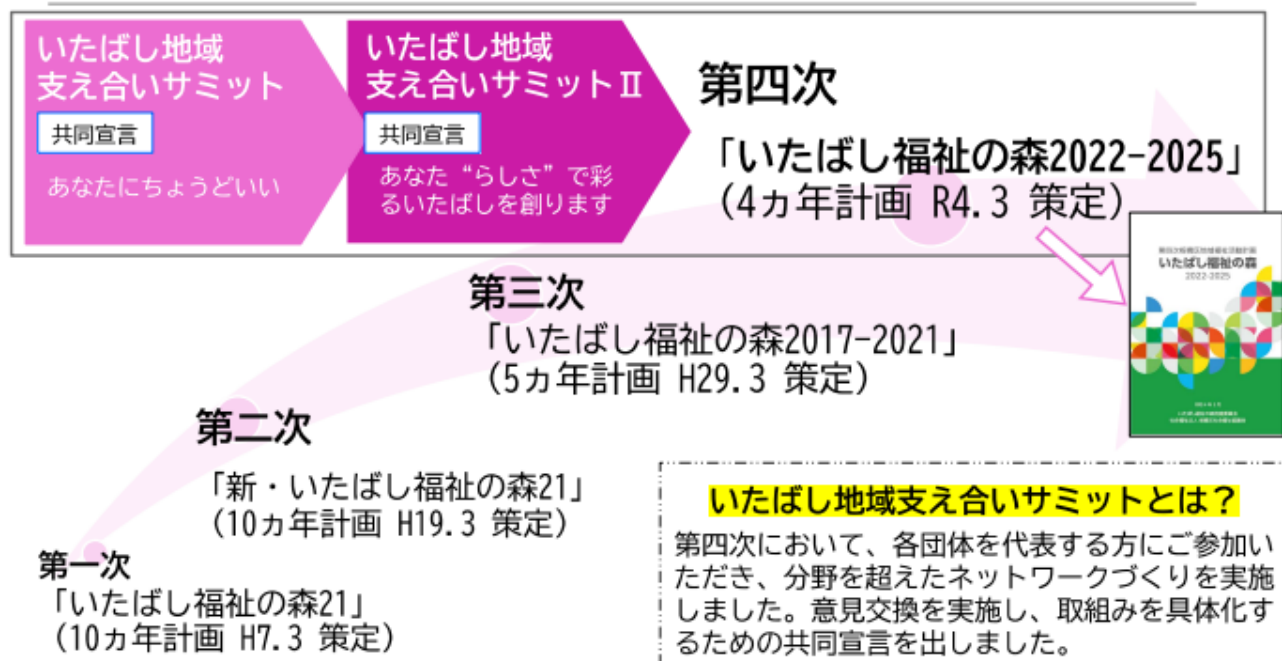 いたばし地域
支え合いサミット
共同宣言
あなたにちょうどいい
いたばし地域
支え合いサミットⅡ
共同宣言
あなた“らしさ”で彩
るいたばしを創ります
第四次
「いたばし福祉の森2022-2025」
(4ヵ年計画 R4.3 策定)
いたばし福祉の森
2022-2025
第三次
「いたばし福祉の森2017-2021」
(5ヵ年計画 H29.3 策定)
第二次
「新・いたばし福祉の森21」
(10ヵ年計画 H19.3 策定)
第一次
「いたばし福祉の森21」
(10ヵ年計画 H7.3 策定)
いたばし地域支え合いサミットとは？
第四次において、各団体を代表する方にご参加い
ただき、分野を超えたネットワークづくりを実施
しました。意見交換を実施し、取組みを具体化す
るための共同宣言を出しました。